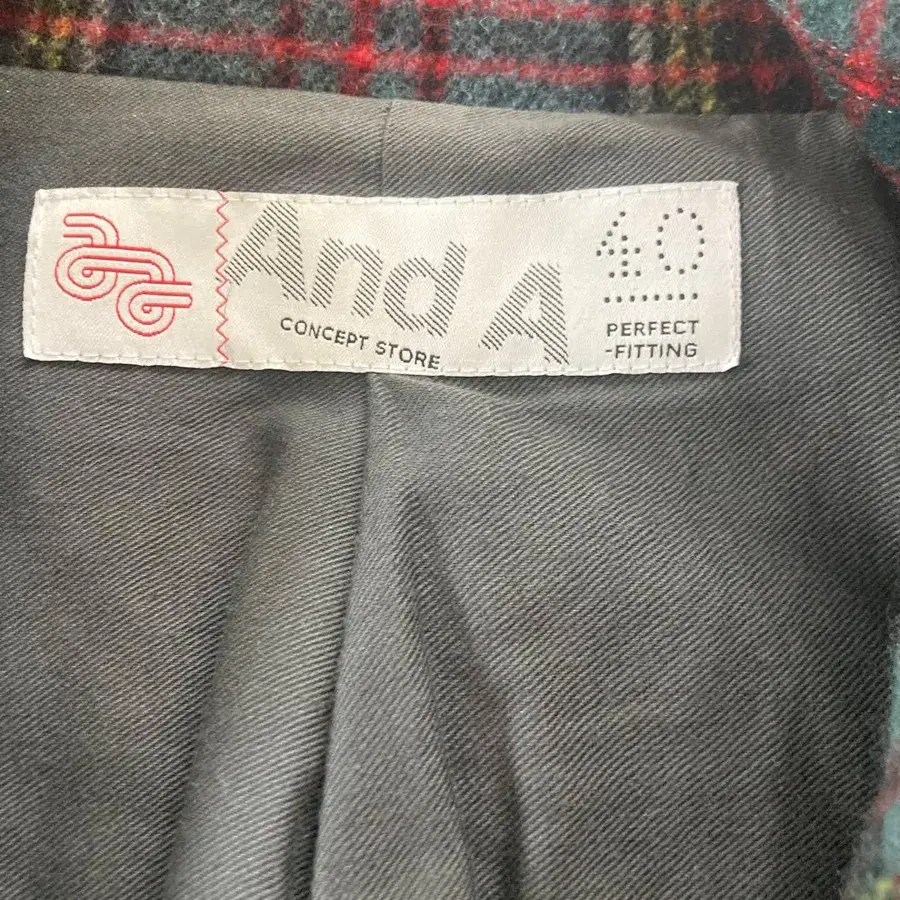 And A
CONCEPT STORE
40
PERFECT
-FITTING